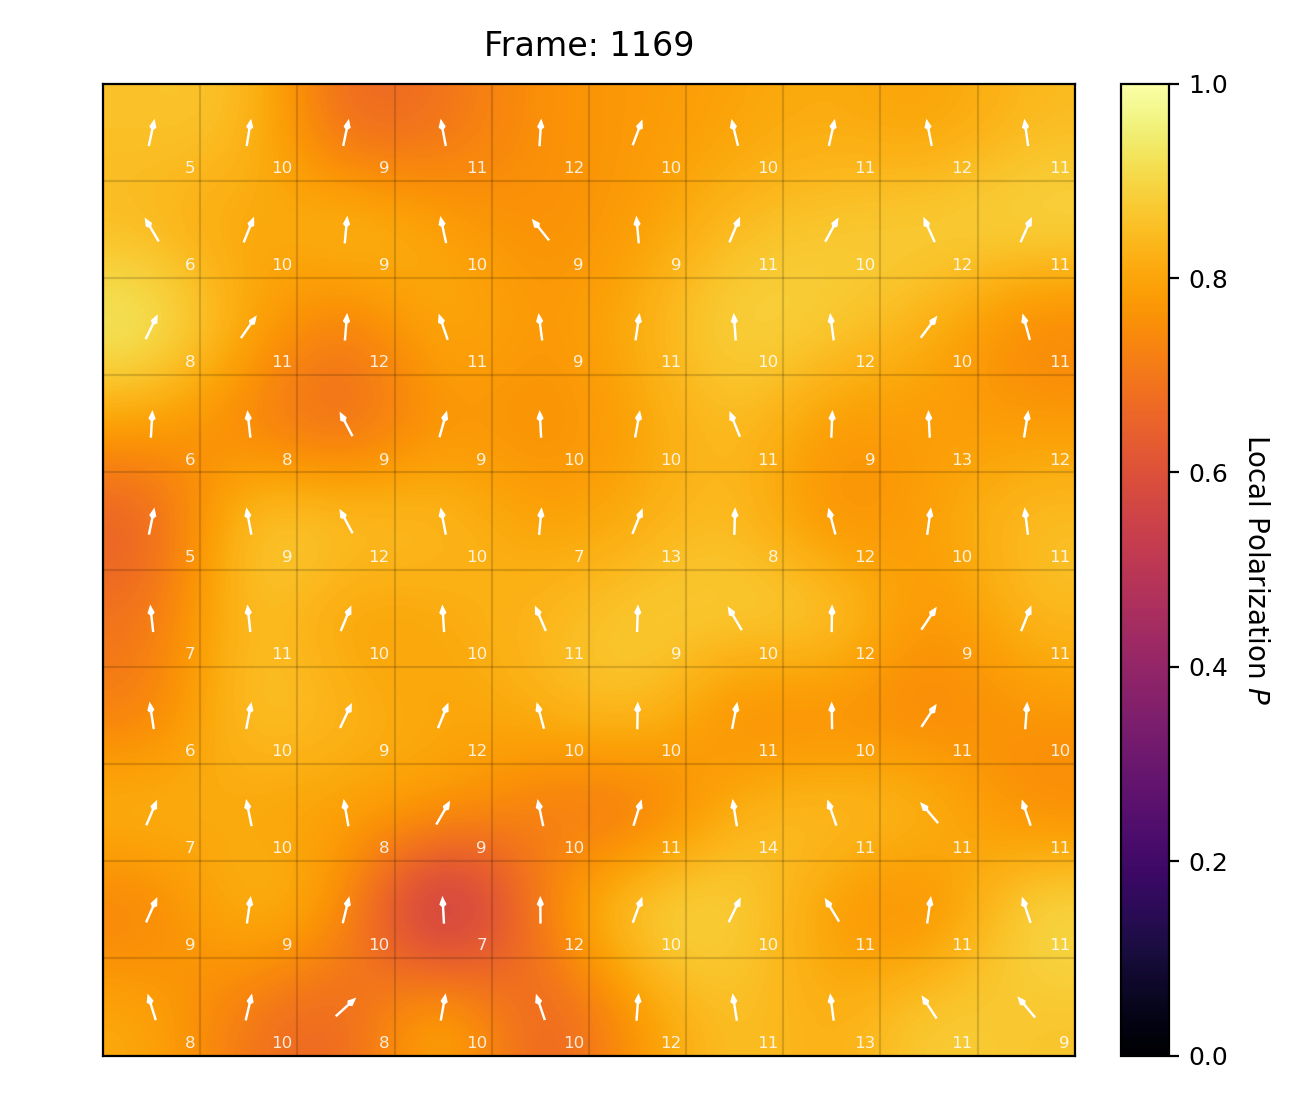 Frame: 1169
5 10 9 11 12 10 10 11 12 11
6 10 9 10 9 9 11 10 12 11
8 11 12 11 9 11 10 12 10 11
6 8 9 9 10 10 11 9 13 12
5 9 12 10 7 13 8 12 10 11
7 11 10 10 11 9 10 12 9 11
6 10 9 12 10 10 11 10 11 10
7 10 8 9 10 11 14 11 11 11
9 9 10 7 12 10 10 11 11 11
8 10 8 10 10 12 11 13 11 9
1.0
0.8
0.6
0.4
0.2
0.0
Local Polarization P